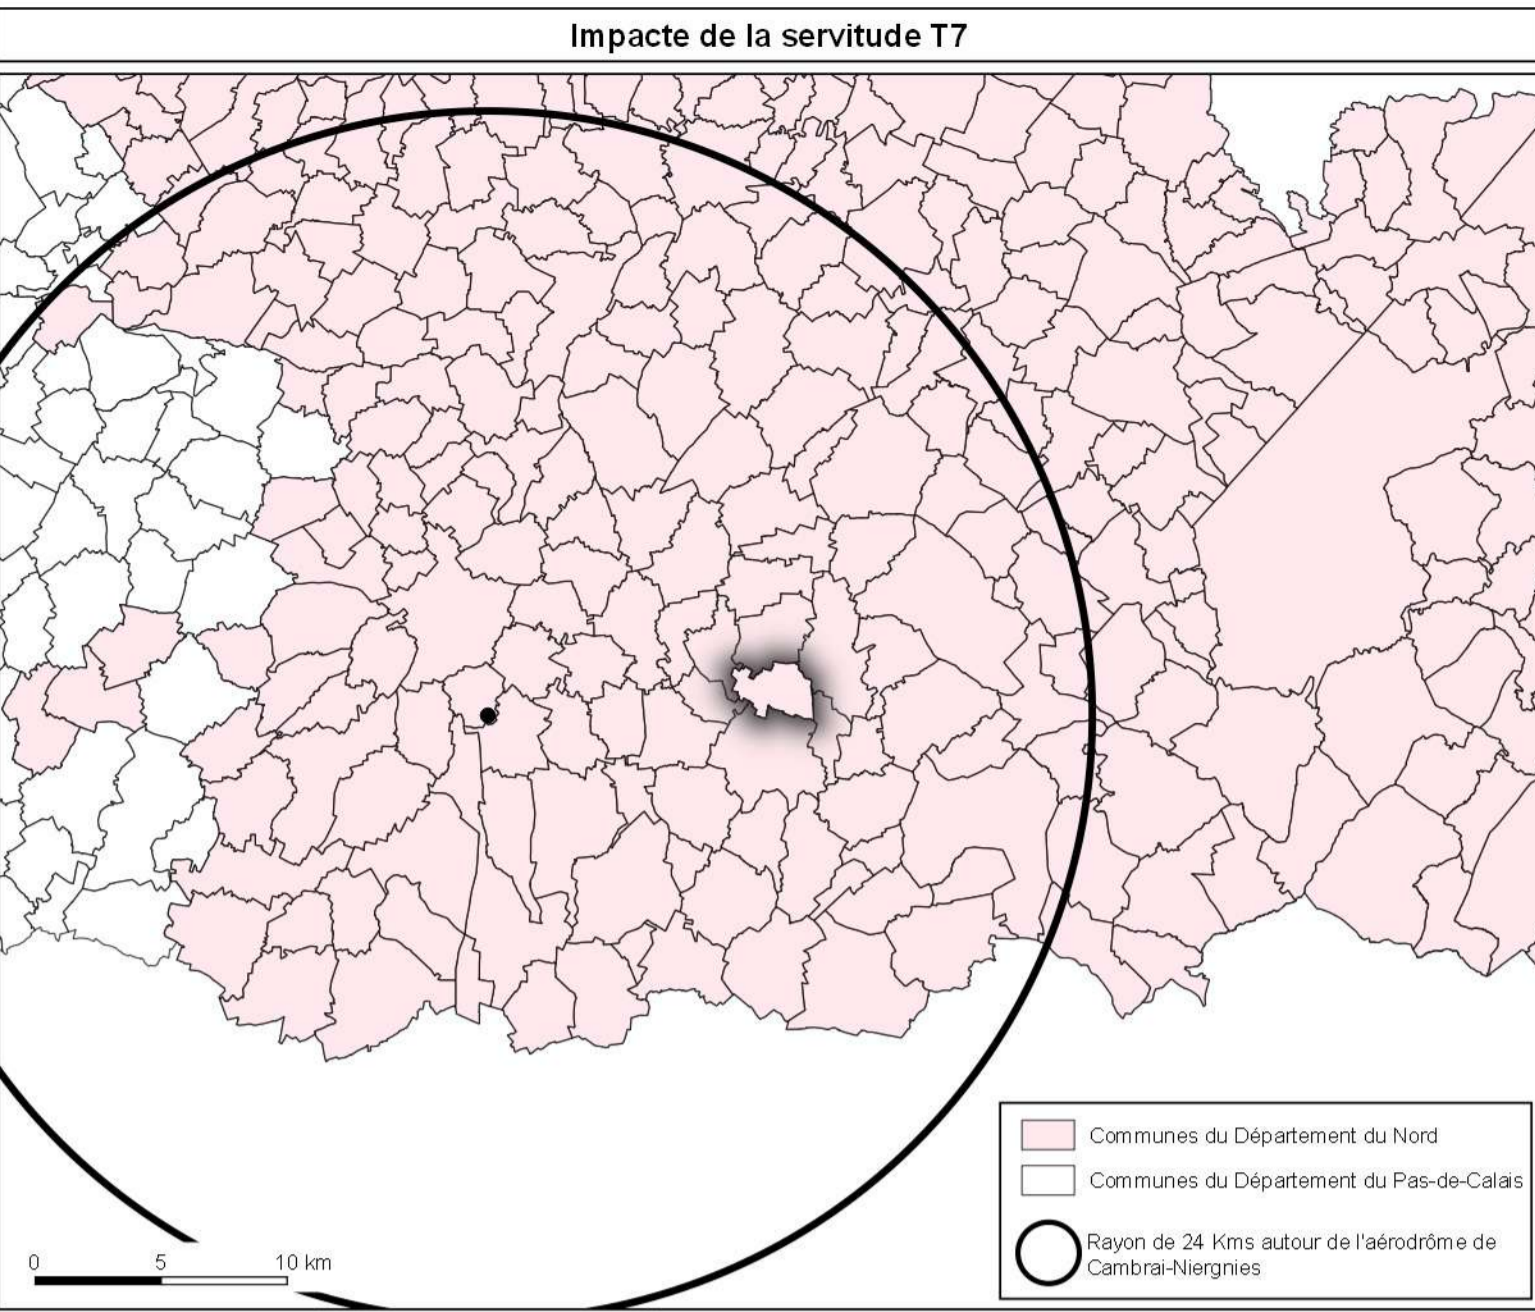 Impacte de la servitude T7
Communes du Département du Nord
Communes du Département du Pas-de-Calais
Rayon de 24 Kms autour de l'aérodrôme de
Cambrai-Niergnies
0 5 10 km